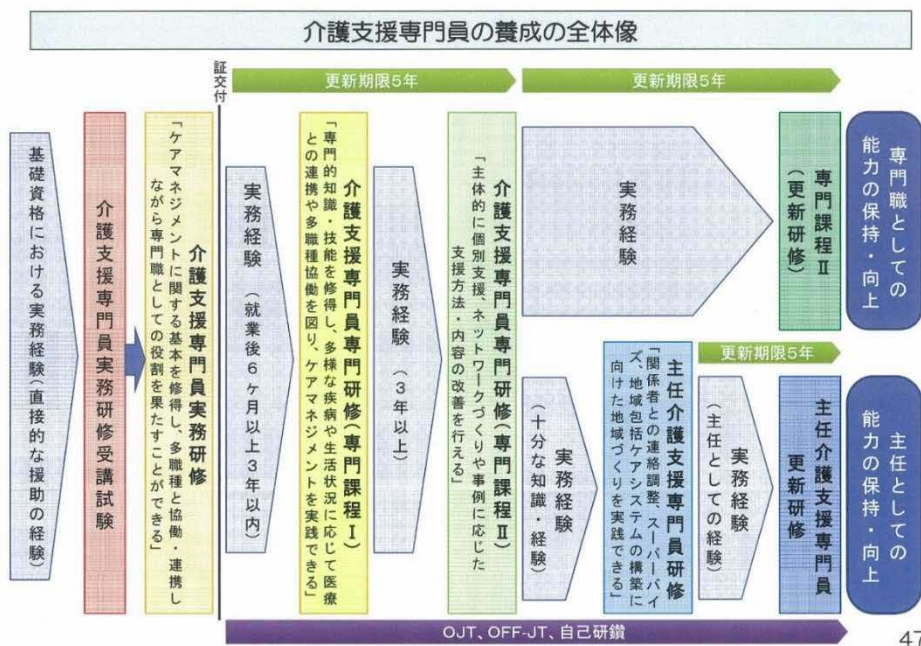 介護支援専門員の養成の全体像
基礎資格における実務経験(直接的な援助の経験)
介護支援専門員実務研修受講試験
介護支援専門員実務研修
「ケアマネジメントに関する基本を修得し、多職種と協働・連携し
ながら専門職としての役割を果たすことができる」
証交付
更新期限5年
実務経験 (就業後6ヶ月以上3年以内)
介護支援専門員専門研修(専門課程Ⅰ)
「専門的知識・技能を修得し、多様な疾病や生活状況に応じて医療
との連携や多職種協働を図り、ケアマネジメントを実践できる」
実務経験 (3年以上)
介護支援専門員専門研修(専門課程Ⅱ)
「主体的に個別支援、ネットワークづくりや事例に応じた
支援方法・内容の改善を行える」
更新期限5年
実務経験
専門課程Ⅱ
(更新研修)
専門職としての
能力の保持・向上
実務経験
(十分な知識・経験)
主任介護支援専門員研修
「関係者との連絡調整、スーパーバイ
ズ、地域包括ケアシステムの構築に
向けた地域づくりを実践できる」
更新期限5年
実務経験
(主任としての経験)
主任介護支援専門員
更新研修
主任としての
能力の保持・向上
OJT、OFF-JT、自己研鑽
47